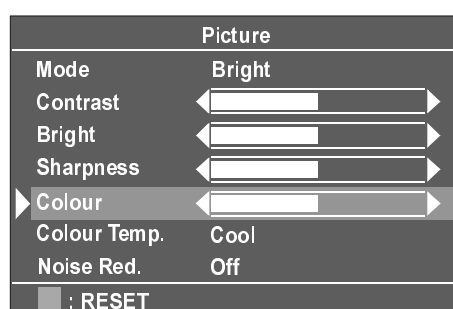 Picture
Mode Bright
Contrast
Bright
Sharpness
Colour
Colour Temp. Cool
Noise Red. Off
: RESET